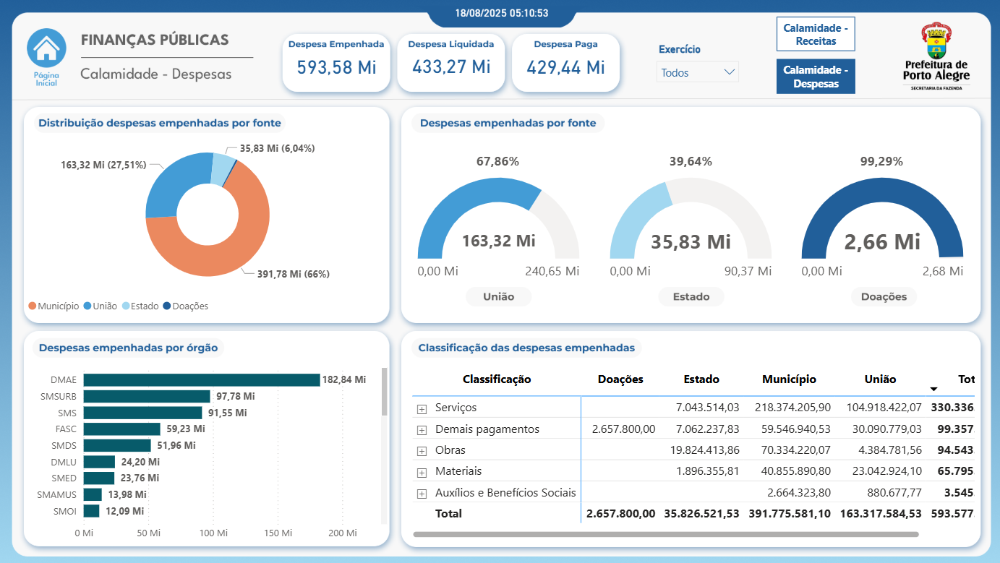 18/08/2025 05:10:53
FINANÇAS PÚBLICAS
Calamidade - Despesas
Página
Inicial
Despesa Empenhada
593,58 Mi
Despesa Liquidada
433,27 Mi
Despesa Paga
429,44 Mi
Exercício
Todos
Calamidade -
Receitas
Calamidade -
Despesas
Prefeitura de
Porto Alegre
SECRETARIA DA FAZENDA
Distribuição despesas empenhadas por fonte
35,83 Mi (6,04%)
163,32 Mi (27,51%)
391,78 Mi (66%)
Município União Estado Doações
Despesas empenhadas por fonte
67,86%
163,32 Mi
0,00 Mi 240,65 Mi
União
39,64%
35,83 Mi
0,00 Mi 90,37 Mi
Estado
99,29%
2,66 Mi
0,00 Mi 2,68 Mi
Doações
Despesas empenhadas por órgão
DMAE 182,84 Mi
SMSURB 97,78 Mi
SMS 91,55 Mi
FASC 59,23 Mi
SMDS 51,96 Mi
DMLU 24,20 Mi
SMED 23,76 Mi
SMAMUS 13,98 Mi
SMOI 12,09 Mi
0 Mi 50 Mi 100 Mi 150 Mi 200 Mi
Classificação das despesas empenhadas
Classificação Doações Estado Município União Tot
Serviços 7.043.514,03 218.374.205,90 104.918.422,07 330.336.
Demais pagamentos 2.657.800,00 7.062.237,83 59.546.940,53 30.090.779,03 99.357.
Obras 19.824.413,86 70.334.220,07 4.384.781,56 94.543.
Materiais 1.896.355,81 40.855.890,80 23.042.924,10 65.795.
Auxílios e Benefícios Sociais 2.664.323,80 880.677,77 3.545.
Total 2.657.800,00 35.826.521,53 391.775.581,10 163.317.584,53 593.577.